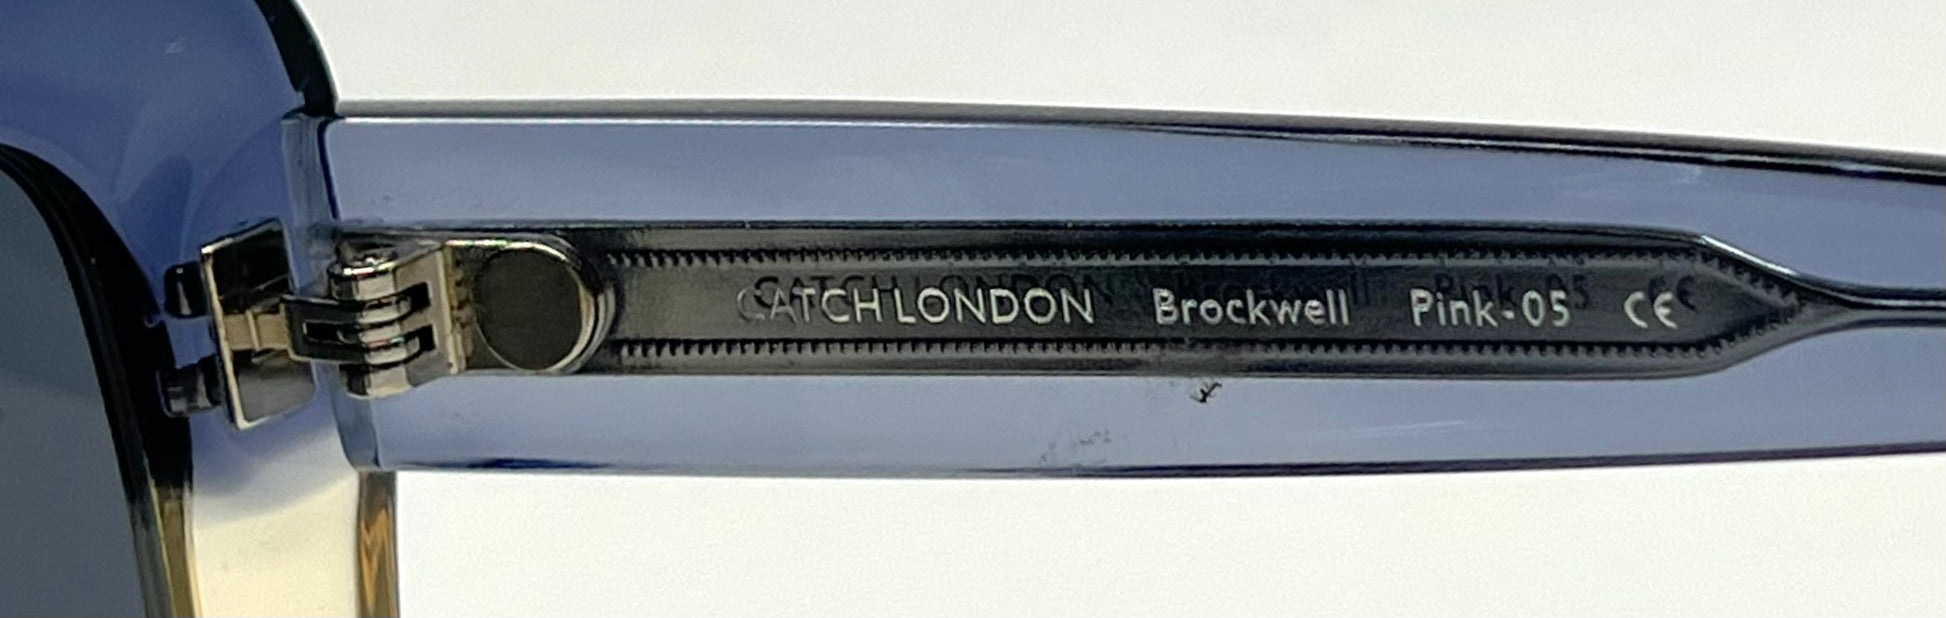 CATCH LONDON Brockwell Pink-05 CE